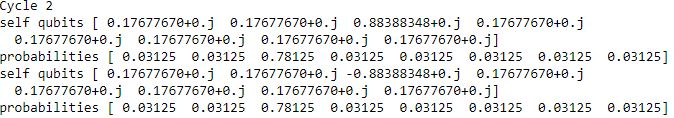 Cycle 2
self qubits [ 0.17677670+0.j 0.17677670+0.j 0.88388348+0.j 0.17677670+0.j
0.17677670+0.j 0.17677670+0.j 0.17677670+0.j 0.17677670+0.j]
probabilities [ 0.03125 0.03125 0.78125 0.03125 0.03125 0.03125 0.03125 0.03125]
self qubits [ 0.17677670+0.j 0.17677670+0.j -0.88388348+0.j 0.17677670+0.j
0.17677670+0.j 0.17677670+0.j 0.17677670+0.j 0.17677670+0.j]
probabilities [ 0.03125 0.03125 0.78125 0.03125 0.03125 0.03125 0.03125 0.03125]